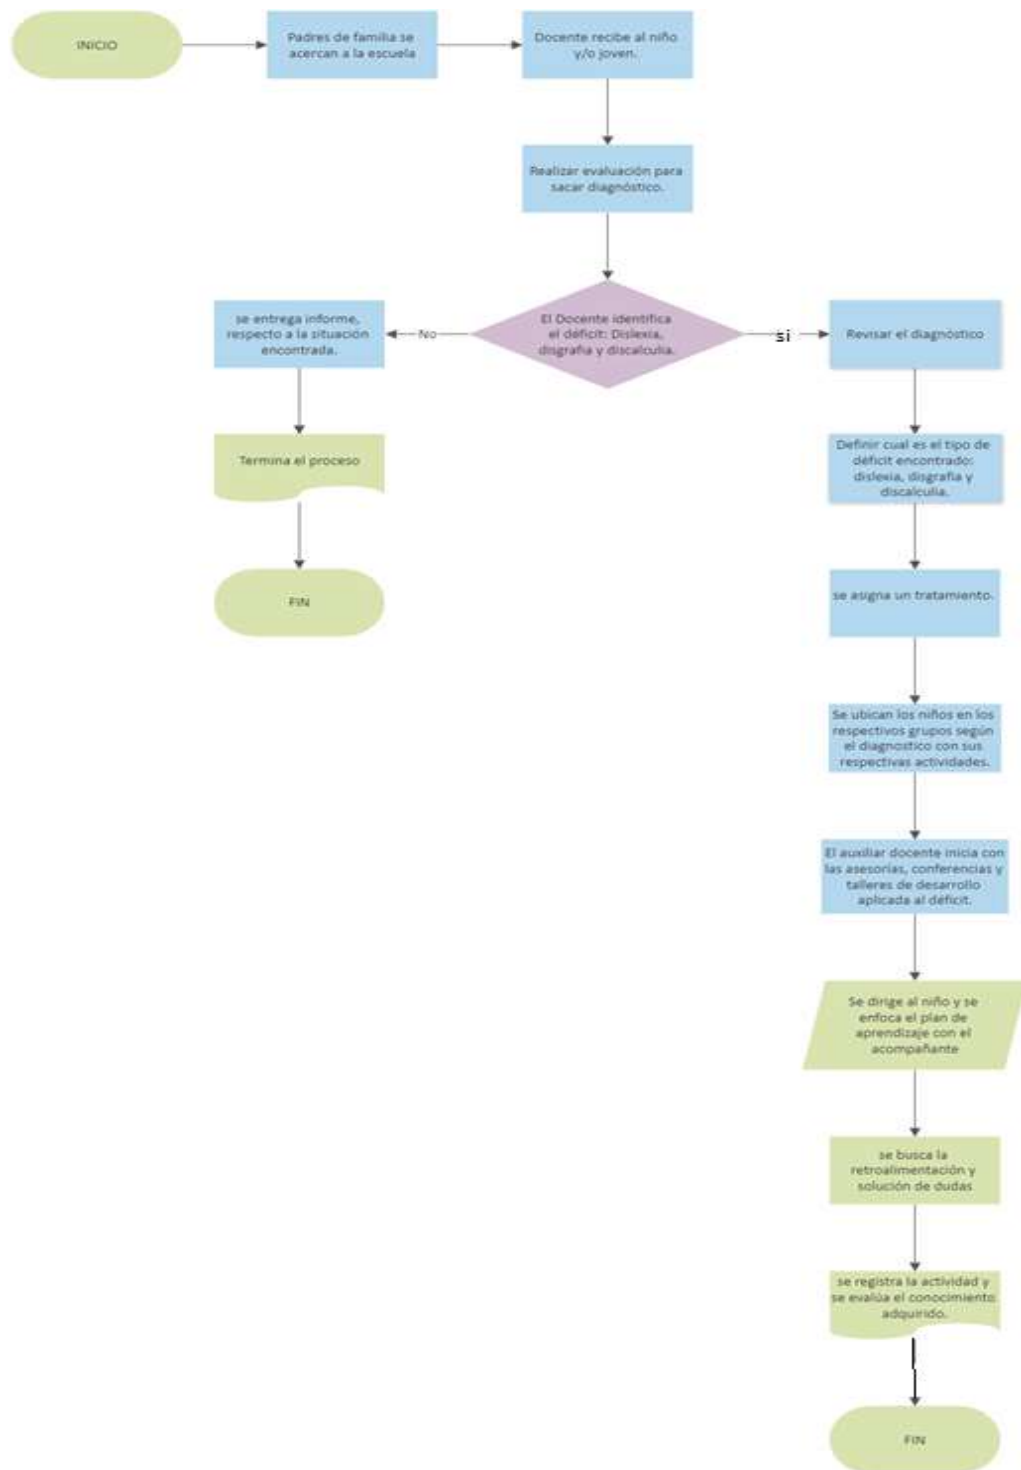 INICIO
Padres de familia se
acercan a la escuela
Docente recibe al niño
y/o joven.
Realizar evaluación para
sacar diagnóstico.
El Docente identifica
el déficit: Dislexia,
disgrafia y discalculia.
No
se entrega informe,
respecto a la situación
encontrada.
Termina el proceso
FIN
si
Revisar el diagnóstico
Definir cual es el tipo de
déficit encontrado:
dislexia, disgrafia y
discalculia.
se asigna un tratamiento.
Se ubican los niños en los
respectivos grupos según
el diagnostico con sus
respectivas actividades.
El auxiliar docente inicia con
las asesorías, conferencias y
talleres de desarrollo
aplicada al déficit.
Se dirige al niño y se
enfoca el plan de
aprendizaje con el
acompañante
se busca la
retroalimentación y
solución de dudas
se registra la actividad y
se evalúa el conocimiento
adquirido.
FIN